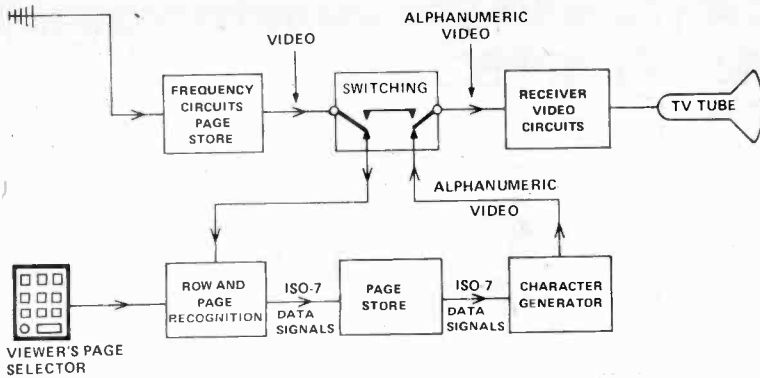 ALPHANUMERIC
VIDEO
VIDEO
FREQUENCY
CIRCUITS
PAGE
STORE
SWITCHING
RECEIVER
VIDEO
CIRCUITS
TV TUBE
ALPHANUMERIC
VIDEO
ROW AND
PAGE
RECOGNITION
ISO-7
DATA
SIGNALS
PAGE
STORE
ISO 7
DATA
SIGNALS
CHARACTER
GENERATOR
VIEWER'S PAGE
SELECTOR